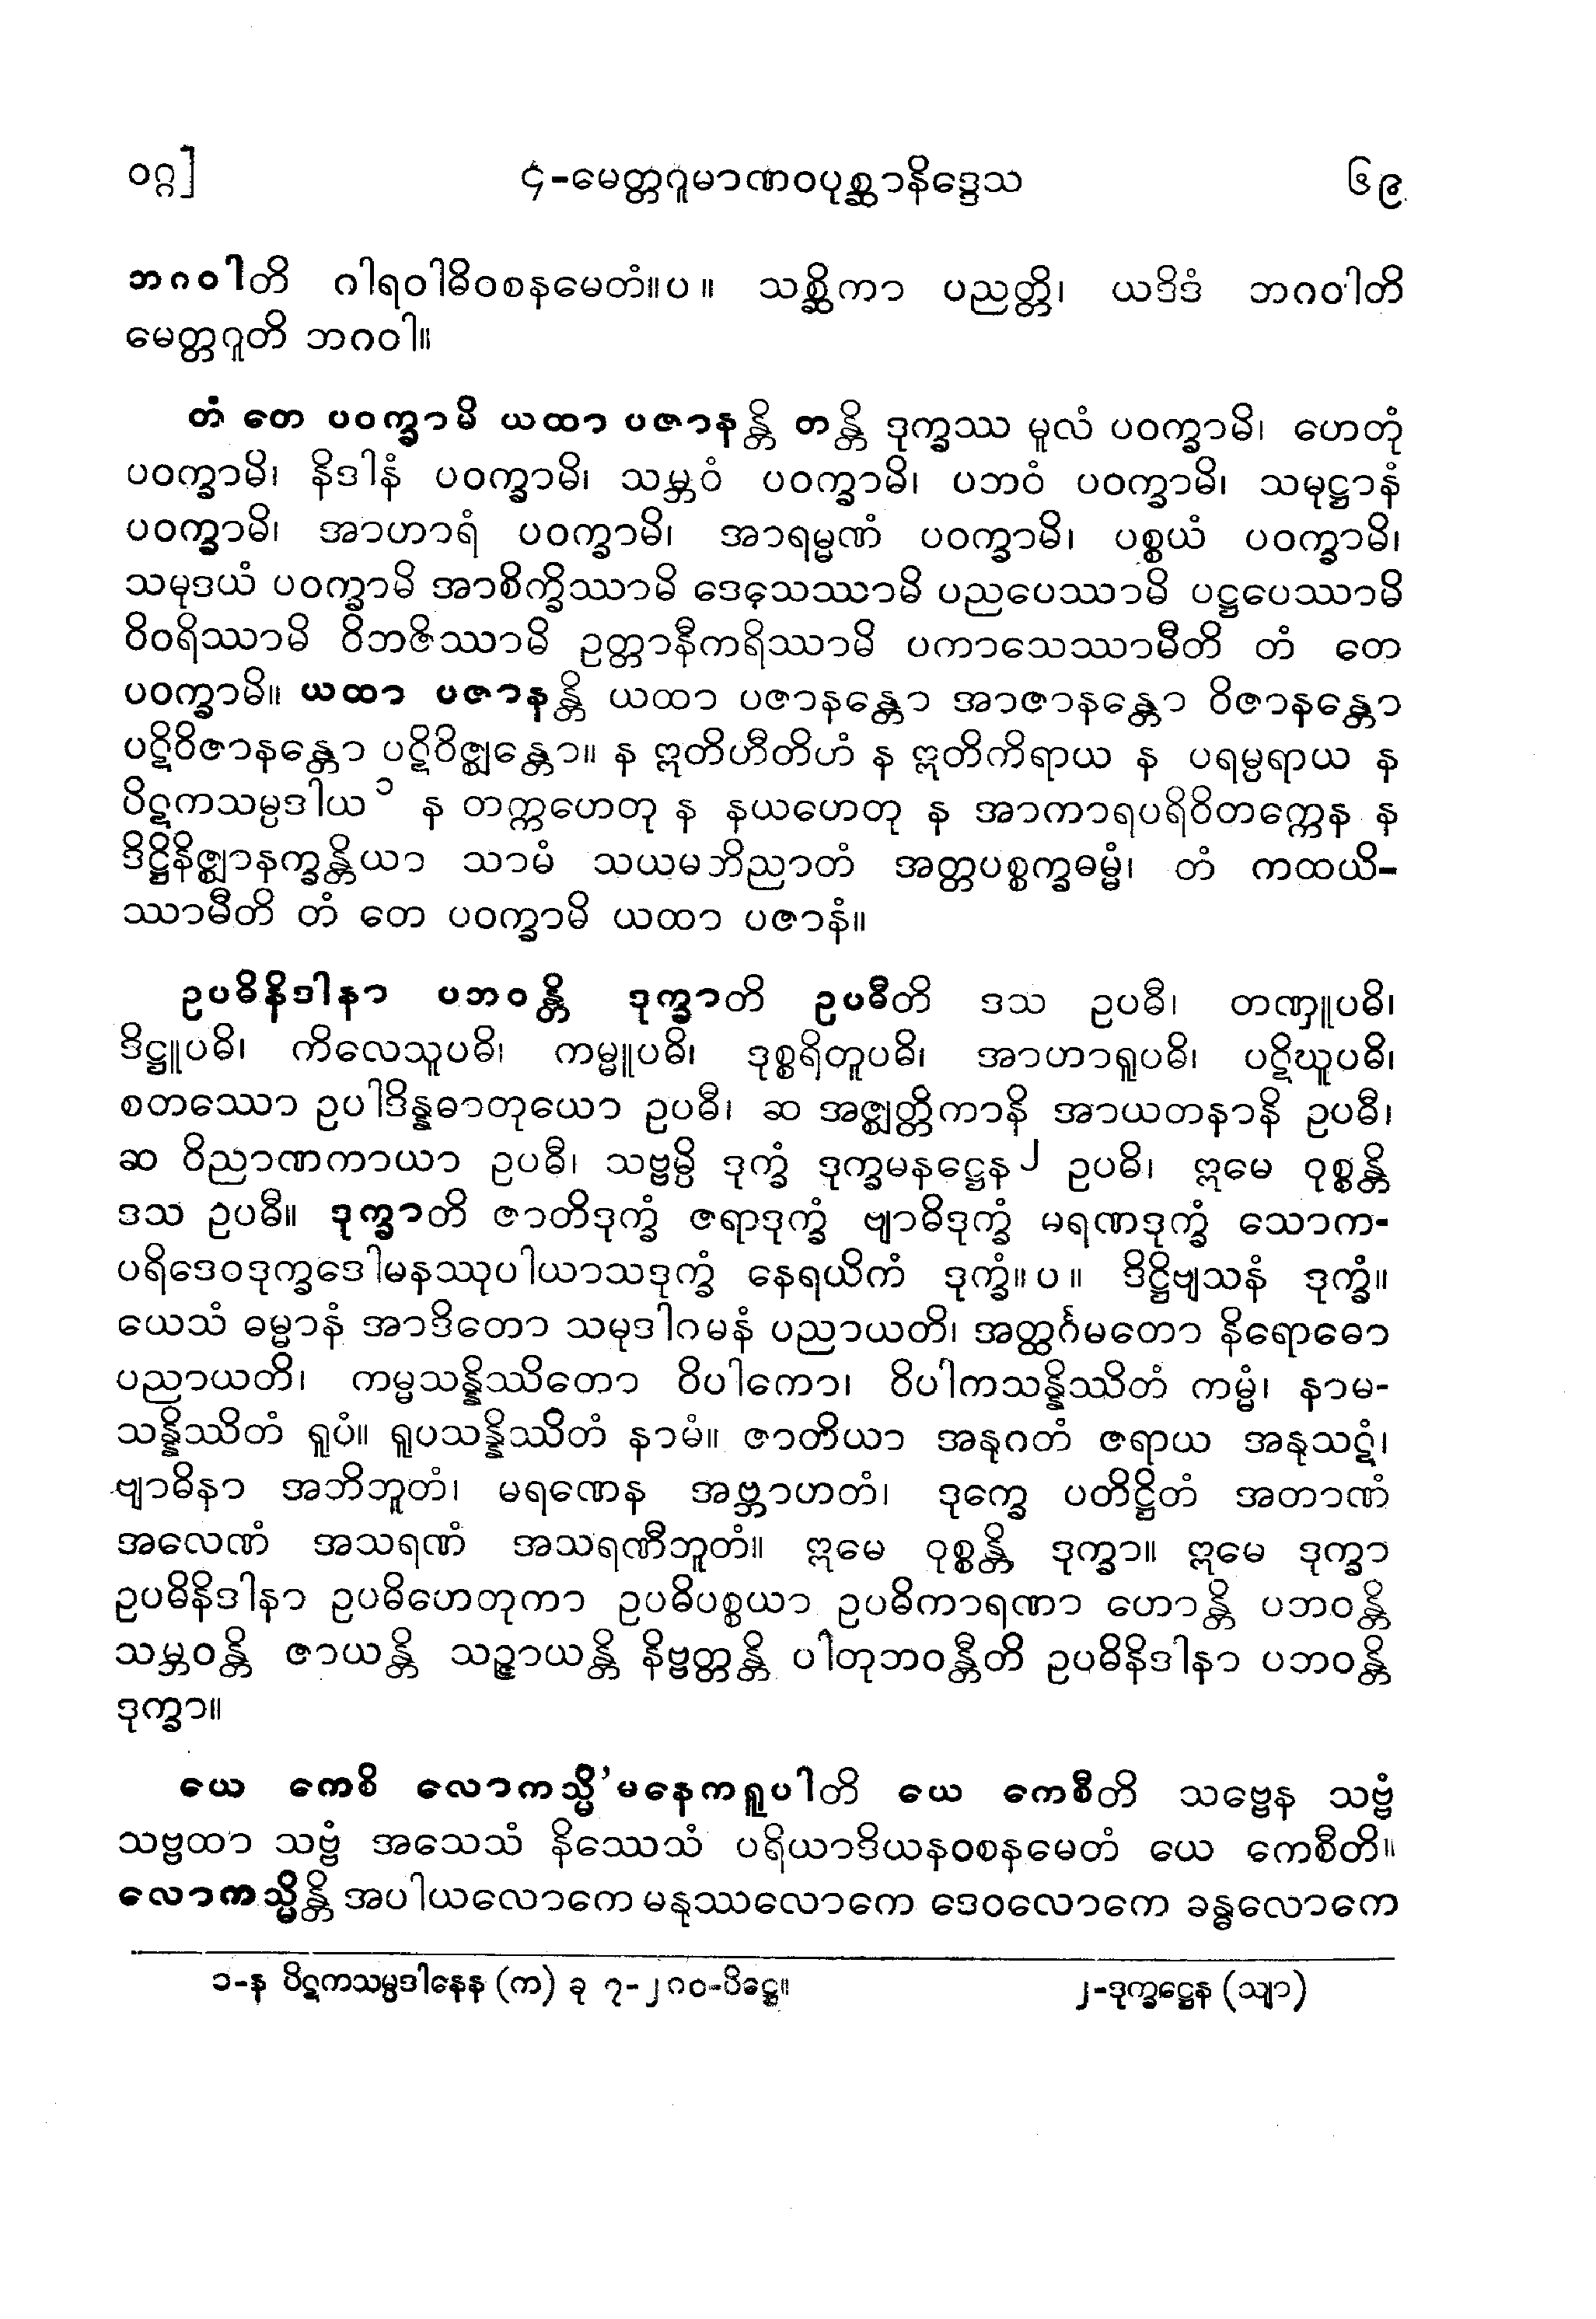 ဝဂ္ဂ] ၄-မေတ္တဂူမာဏဝပုစ္ဆာနိဒ္ဒေသ ၆၉
ဘဂဝါတိ ဂါရဝါဓိဝစနမေတံ။ပ။ သစ္ဆိကာ ပညတ္တိ၊ ယဒိဒံ ဘဂဝါတိ
မေတ္တဂူတိ ဘဂဝါ။
တံ တေ ပဝက္ခာမိ ယထာ ပဇာနန္တိ တန္တိ ဒုက္ခဿ မူလံ ပဝက္ခာမိ၊ ဟေတုံ
ပဝက္ခာမိ၊ နိဒါနံ ပဝက္ခာမိ၊ သမ္ဘဝံ ပဝက္ခာမိ၊ ပဘဝံ ပဝက္ခာမိ၊ သမုဋ္ဌာနံ
ပဝက္ခာမိ၊ အာဟာရံ ပဝက္ခာမိ၊ အာရမ္မဏံ ပဝက္ခာမိ၊ ပစ္စယံ ပဝက္ခာမိ၊
သမုဒယံ ပဝက္ခာမိ အာစိက္ခိဿာမိ ဒေသေဿာမိ ပညပေဿာမိ ပဋ္ဌပေဿာမိ
ဝိဝရိဿာမိ ဝိဘဇိဿာမိ ဥတ္တာနီကရိဿာမိ ပကာသေဿာမီတိ တံ တေ
ပဝက္ခာမိ။ ယထာ ပဇာနန္တိ ယထာ ပဇာနန္တော အာဇာနန္တော ဝိဇာနန္တော
ပဋိဝိဇာနန္တော ပဋိဝိဇ္ဈန္တော။ န ဣတိဟီတိဟံ န ဣတိကိရာယ န ပရမ္ပရာယ န
ပိဋကသမ္ပဒါယ ၁ န တက္ကဟေတု န နယဟေတု န အာကာရပရိဝိတက္ကေန န
ဒိဋ္ဌိနိဇ္ဈာနက္ခန္တိယာ သာမံ သယမဘိညာတံ အတ္တပစ္စက္ခဓမ္မံ၊ တံ ကထယိ-
ဿာမီတိ တံ တေ ပဝက္ခာမိ ယထာ ပဇာနံ။
ဥပဓိနိဒါနာ ပဘဝန္တိ ဒုက္ခာတိ ဥပဓီတိ ဒသ ဥပဓီ၊ တဏှူပဓိ၊
ဒိဋ္ဌူပဓိ၊ ကိလေသူပဓိ၊ ကမ္မူပဓိ၊ ဒုစ္စရိတူပဓိ၊ အာဟာရူပဓိ၊ ပဋိဃူပဓိ၊
စတဿော ဥပါဒိန္နဓာတုယော ဥပဓီ၊ ဆ အဇ္ဈတ္တိကာနိ အာယတနာနိ ဥပဓီ၊
ဆ ဝိညာဏကာယာ ဥပဓီ၊ သဗ္ဗမ္ပိ ဒုက္ခံ ဒုက္ခမနဋ္ဌေန ၂ ဥပဓိ၊ ဣမေ ဝုစ္စန္တိ
ဒသ ဥပဓီ။ ဒုက္ခာတိ ဇာတိဒုက္ခံ ဇရာဒုက္ခံ ဗျာဓိဒုက္ခံ မရဏဒုက္ခံ သောက-
ပရိဒေဝဒုက္ခဒေါမနဿုပါယာသဒုက္ခံ နေရယိကံ ဒုက္ခံ။ပ။ ဒိဋ္ဌိဗျသနံ ဒုက္ခံ။
ယေသံ ဓမ္မာနံ အာဒိတော သမုဒါဂမနံ ပညာယတိ၊ အတ္ထင်္ဂမတော နိရောဓော
ပညာယတိ၊ ကမ္မသန္နိဿိတော ဝိပါကော၊ ဝိပါကသန္နိဿိတံ ကမ္မံ၊ နာမ-
သန္နိဿိတံ ရူပံ။ ရူပသန္နိဿိတံ နာမံ။ ဇာတိယာ အနုဂတံ ဇရာယ အနုသဋံ၊
ဗျာဓိနာ အဘိဘူတံ၊ မရဏေန အဗ္ဘာဟတံ၊ ဒုက္ခေ ပတိဋ္ဌိတံ အတာဏံ
အလေဏံ အသရဏံ အသရဏီဘူတံ။ ဣမေ ဝုစ္စန္တိ ဒုက္ခာ။ ဣမေ ဒုက္ခာ
ဥပဓိနိဒါနာ ဥပဓိဟေတုကာ ဥပဓိပစ္စယာ ဥပဓိကာရဏာ ဟောန္တိ ပဘဝန္တိ
သမ္ဘဝန္တိ ဇာယန္တိ သဉ္ဇာယန္တိ နိဗ္ဗတ္တန္တိ ပါတုဘဝန္တီတိ ဥပဓိနိဒါနာ ပဘဝန္တိ
ဒုက္ခာ။
ယေ ကေစိ လောကသ္မိံ’မနေကရူပါတိ ယေ ကေစီတိ သဗ္ဗေန သဗ္ဗံ
သဗ္ဗထာ သဗ္ဗံ အသေသံ နိဿေသံ ပရိယာဒိယနဝစနမေတံ ယေ ကေစီတိ။
လောကသ္မိန္တိ အပါယလောကေ မနုဿလောကေ ဒေဝလောကေ ခန္ဓလောကေ
၁-န ပိဋကသမ္ပဒါနေန (က) ခု ၇-၂၈၀-ပိဋ္ဌေ။ ၂-ဒုက္ခဋ္ဌေန (သျာ)